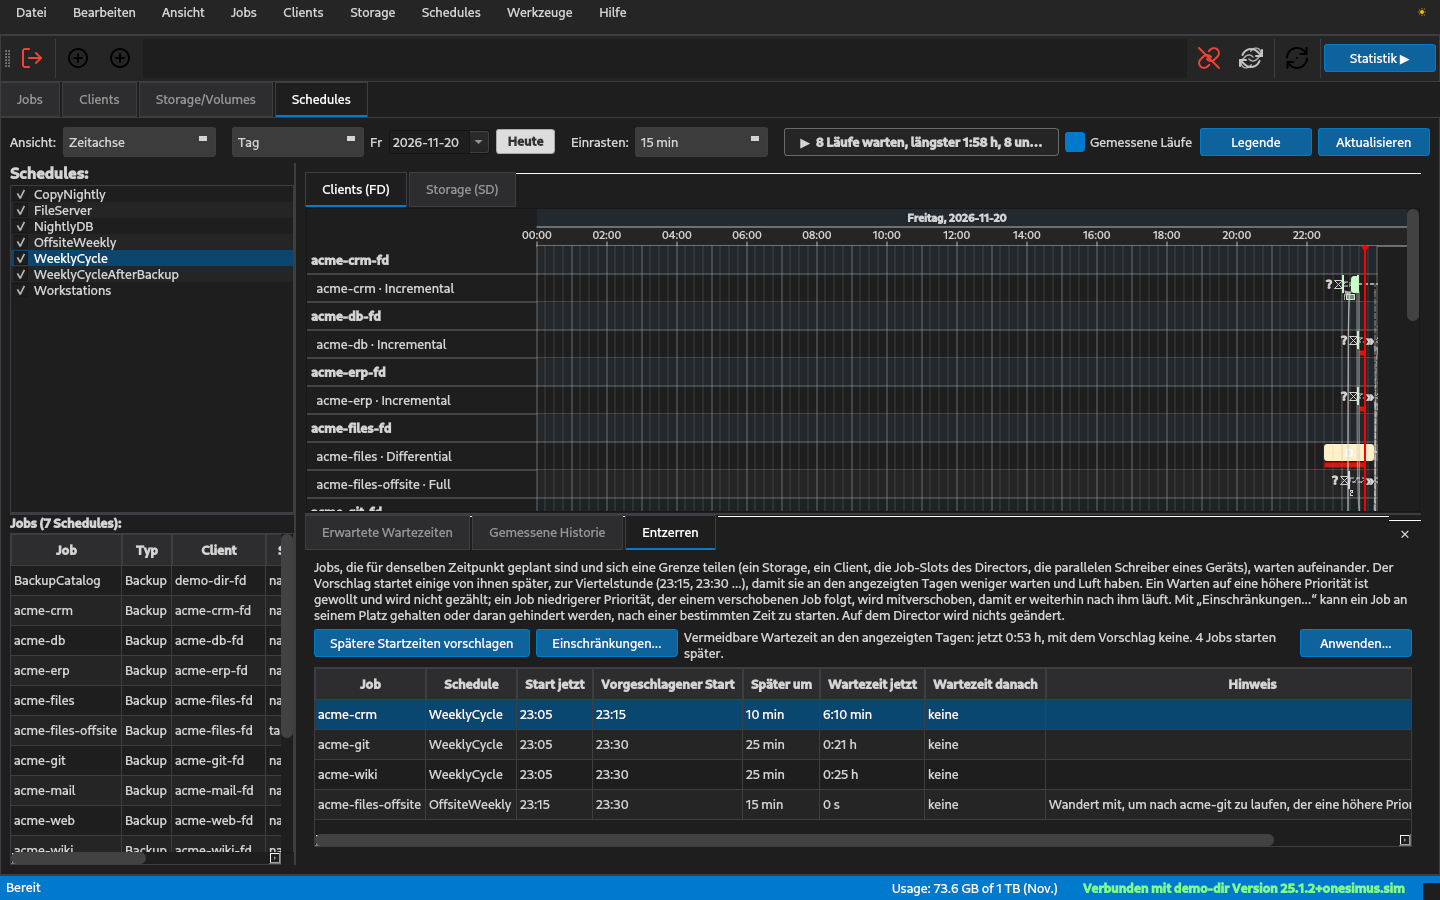 Datei Bearbeiten Ansicht Jobs Clients Storage Schedules Werkzeuge Hilfe
Statistik ▶
Jobs Clients Storage/Volumes Schedules
Ansicht: Zeitachse Tag Fr 2026-11-20 Heute Einrasten: 15 min ▶ 8 Läufe warten, längster 1:58 h, 8 un... Gemessene Läufe Legende Aktualisieren
Schedules:
✓ CopyNightly
✓ FileServer
✓ NightlyDB
✓ OffsiteWeekly
✓ WeeklyCycle
✓ WeeklyCycleAfterBackup
✓ Workstations
Clients (FD) Storage (SD)
Freitag, 2026-11-20
00:00 02:00 04:00 06:00 08:00 10:00 12:00 14:00 16:00 18:00 20:00 22:00
acme-crm-fd
acme-crm · Incremental
acme-db-fd
acme-db · Incremental
acme-erp-fd
acme-erp · Incremental
acme-files-fd
acme-files · Differential
acme-files-offsite · Full
acme-git-fd
Jobs (7 Schedules):
Job Typ Client S
BackupCatalog Backup demo-dir-fd na
acme-crm Backup acme-crm-fd na
acme-db Backup acme-db-fd na
acme-erp Backup acme-erp-fd na
acme-files Backup acme-files-fd na
acme-files-offsite Backup acme-files-fd ta
acme-git Backup acme-git-fd na
acme-mail Backup acme-mail-fd na
acme-web Backup acme-web-fd na
acme-wiki Backup acme-wiki-fd na
Erwartete Wartezeiten Gemessene Historie Entzerren
Jobs, die für denselben Zeitpunkt geplant sind und sich eine Grenze teilen (ein Storage, ein Client, die Job-Slots des Directors, die parallelen Schreiber eines Geräts), warten aufeinander. Der
Vorschlag startet einige von ihnen später, zur Viertelstunde (23:15, 23:30 ...), damit sie an den angezeigten Tagen weniger warten und Luft haben. Ein Warten auf eine höhere Priorität ist
gewollt und wird nicht gezählt; ein Job niedrigerer Priorität, der einem verschobenen Job folgt, wird mitverschoben, damit er weiterhin nach ihm läuft. Mit „Einschränkungen...“ kann ein Job an
seinem Platz gehalten oder daran gehindert werden, nach einer bestimmten Zeit zu starten. Auf dem Director wird nichts geändert.
Spätere Startzeiten vorschlagen Einschränkungen... Vermeidbare Wartezeit an den angezeigten Tagen: jetzt 0:53 h, mit dem Vorschlag keine. 4 Jobs starten
später.
Anwenden...
Job Schedule Start jetzt Vorgeschlagener Start Später um Wartezeit jetzt Wartezeit danach Hinweis
acme-crm WeeklyCycle 23:05 23:15 10 min 6:10 min keine
acme-git WeeklyCycle 23:05 23:30 25 min 0:21 h keine
acme-wiki WeeklyCycle 23:05 23:30 25 min 0:25 h keine
acme-files-offsite OffsiteWeekly 23:15 23:30 15 min 0 s keine Wandert mit, um nach acme-git zu laufen, der eine höhere Prior
Bereit Usage: 73.6 GB of 1 TB (Nov.) Verbunden mit demo-dir Version 25.1.2+onesimus.sim